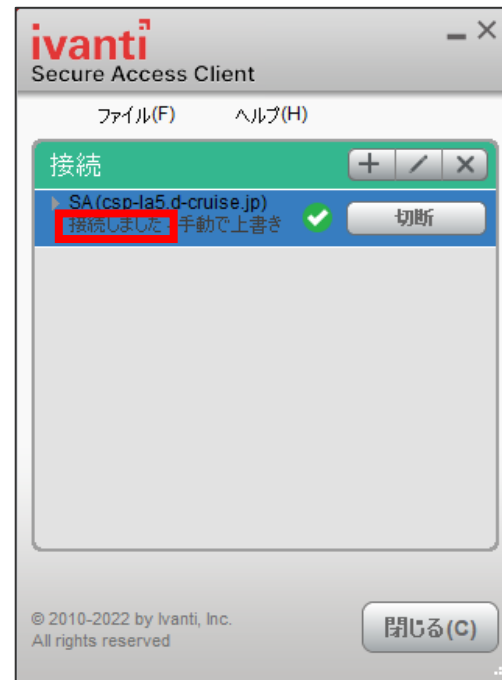 ivanti
Secure Access Client
ファイル(F) ヘルプ(H)
接続
SA(csp-la5.d-cruise.jp)
接続しました : 手動で上書き
切断
© 2010-2022 by Ivanti, Inc.
All rights reserved
閉じる(C)